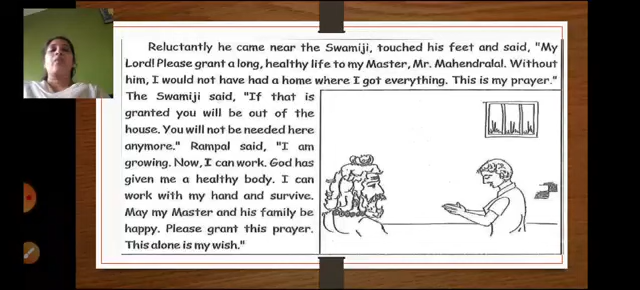 Reluctantly he came near the Swamiji, touched his feet and said, "My
Lord! Please grant a long, healthy life to my Master, Mr. Mahendralal. Without
him, I would not have had a home where I got everything. This is my prayer."
The Swamiji said, "If that is
granted you will be out of the
house. You will not be needed here
anymore." Rampal said, "I am
growing. Now, I can work. God has
given me a healthy body. I can
work with my hand and survive.
May my Master and his family be
happy. Please grant this prayer.
This alone is my wish."